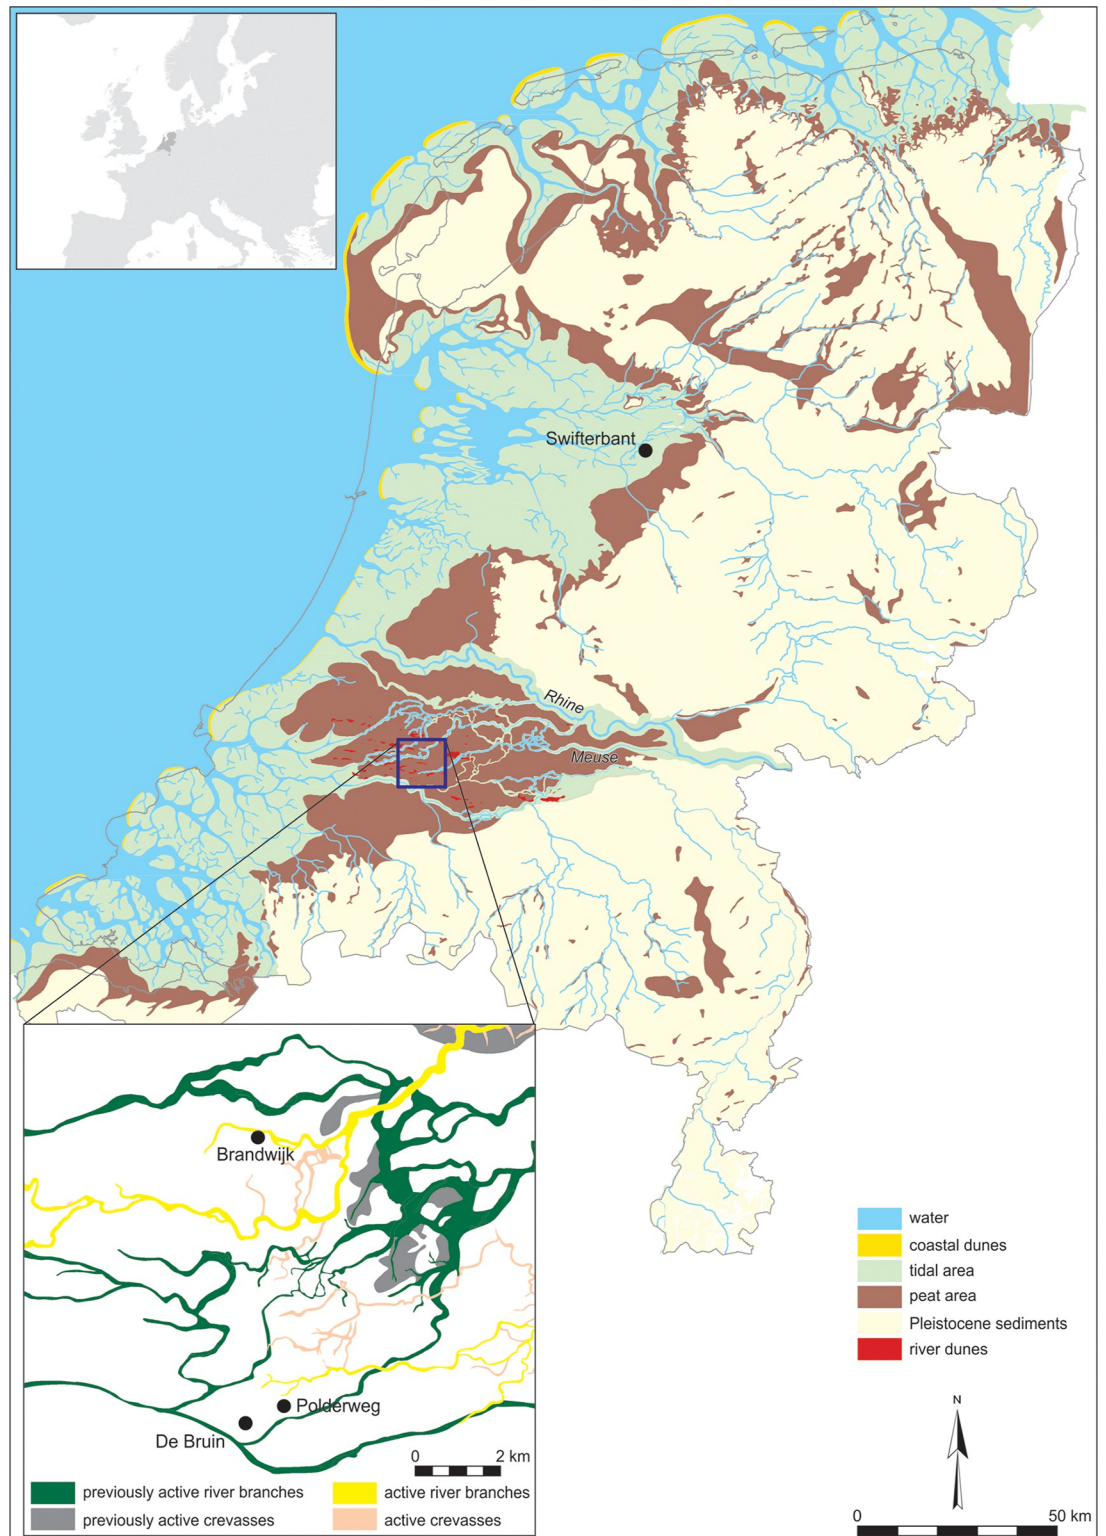 Swifterbant
Rhine
Meuse
Brandwijk
Polderweg
De Bruin
0 2 km
previously active river branches
active river branches
previously active crevasses
active crevasses
water
coastal dunes
tidal area
peat area
Pleistocene sediments
river dunes
N
0 50 km